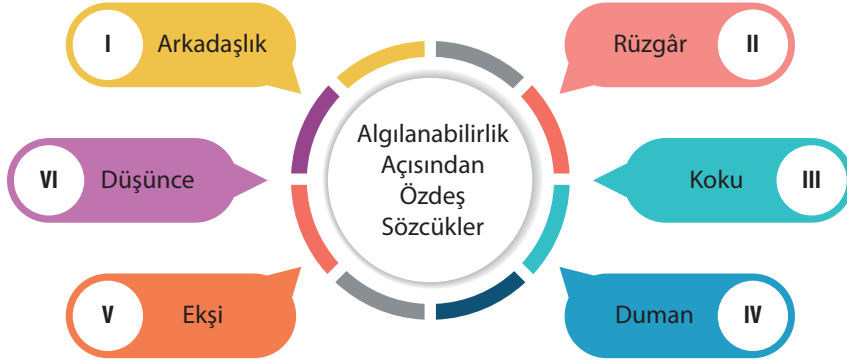 I Arkadaşlık
Rüzgâr II
Algılanabilirlik
Açısından
Özdeş
Sözcükler
VI Düşünce
Koku III
V Ekşi
Duman IV